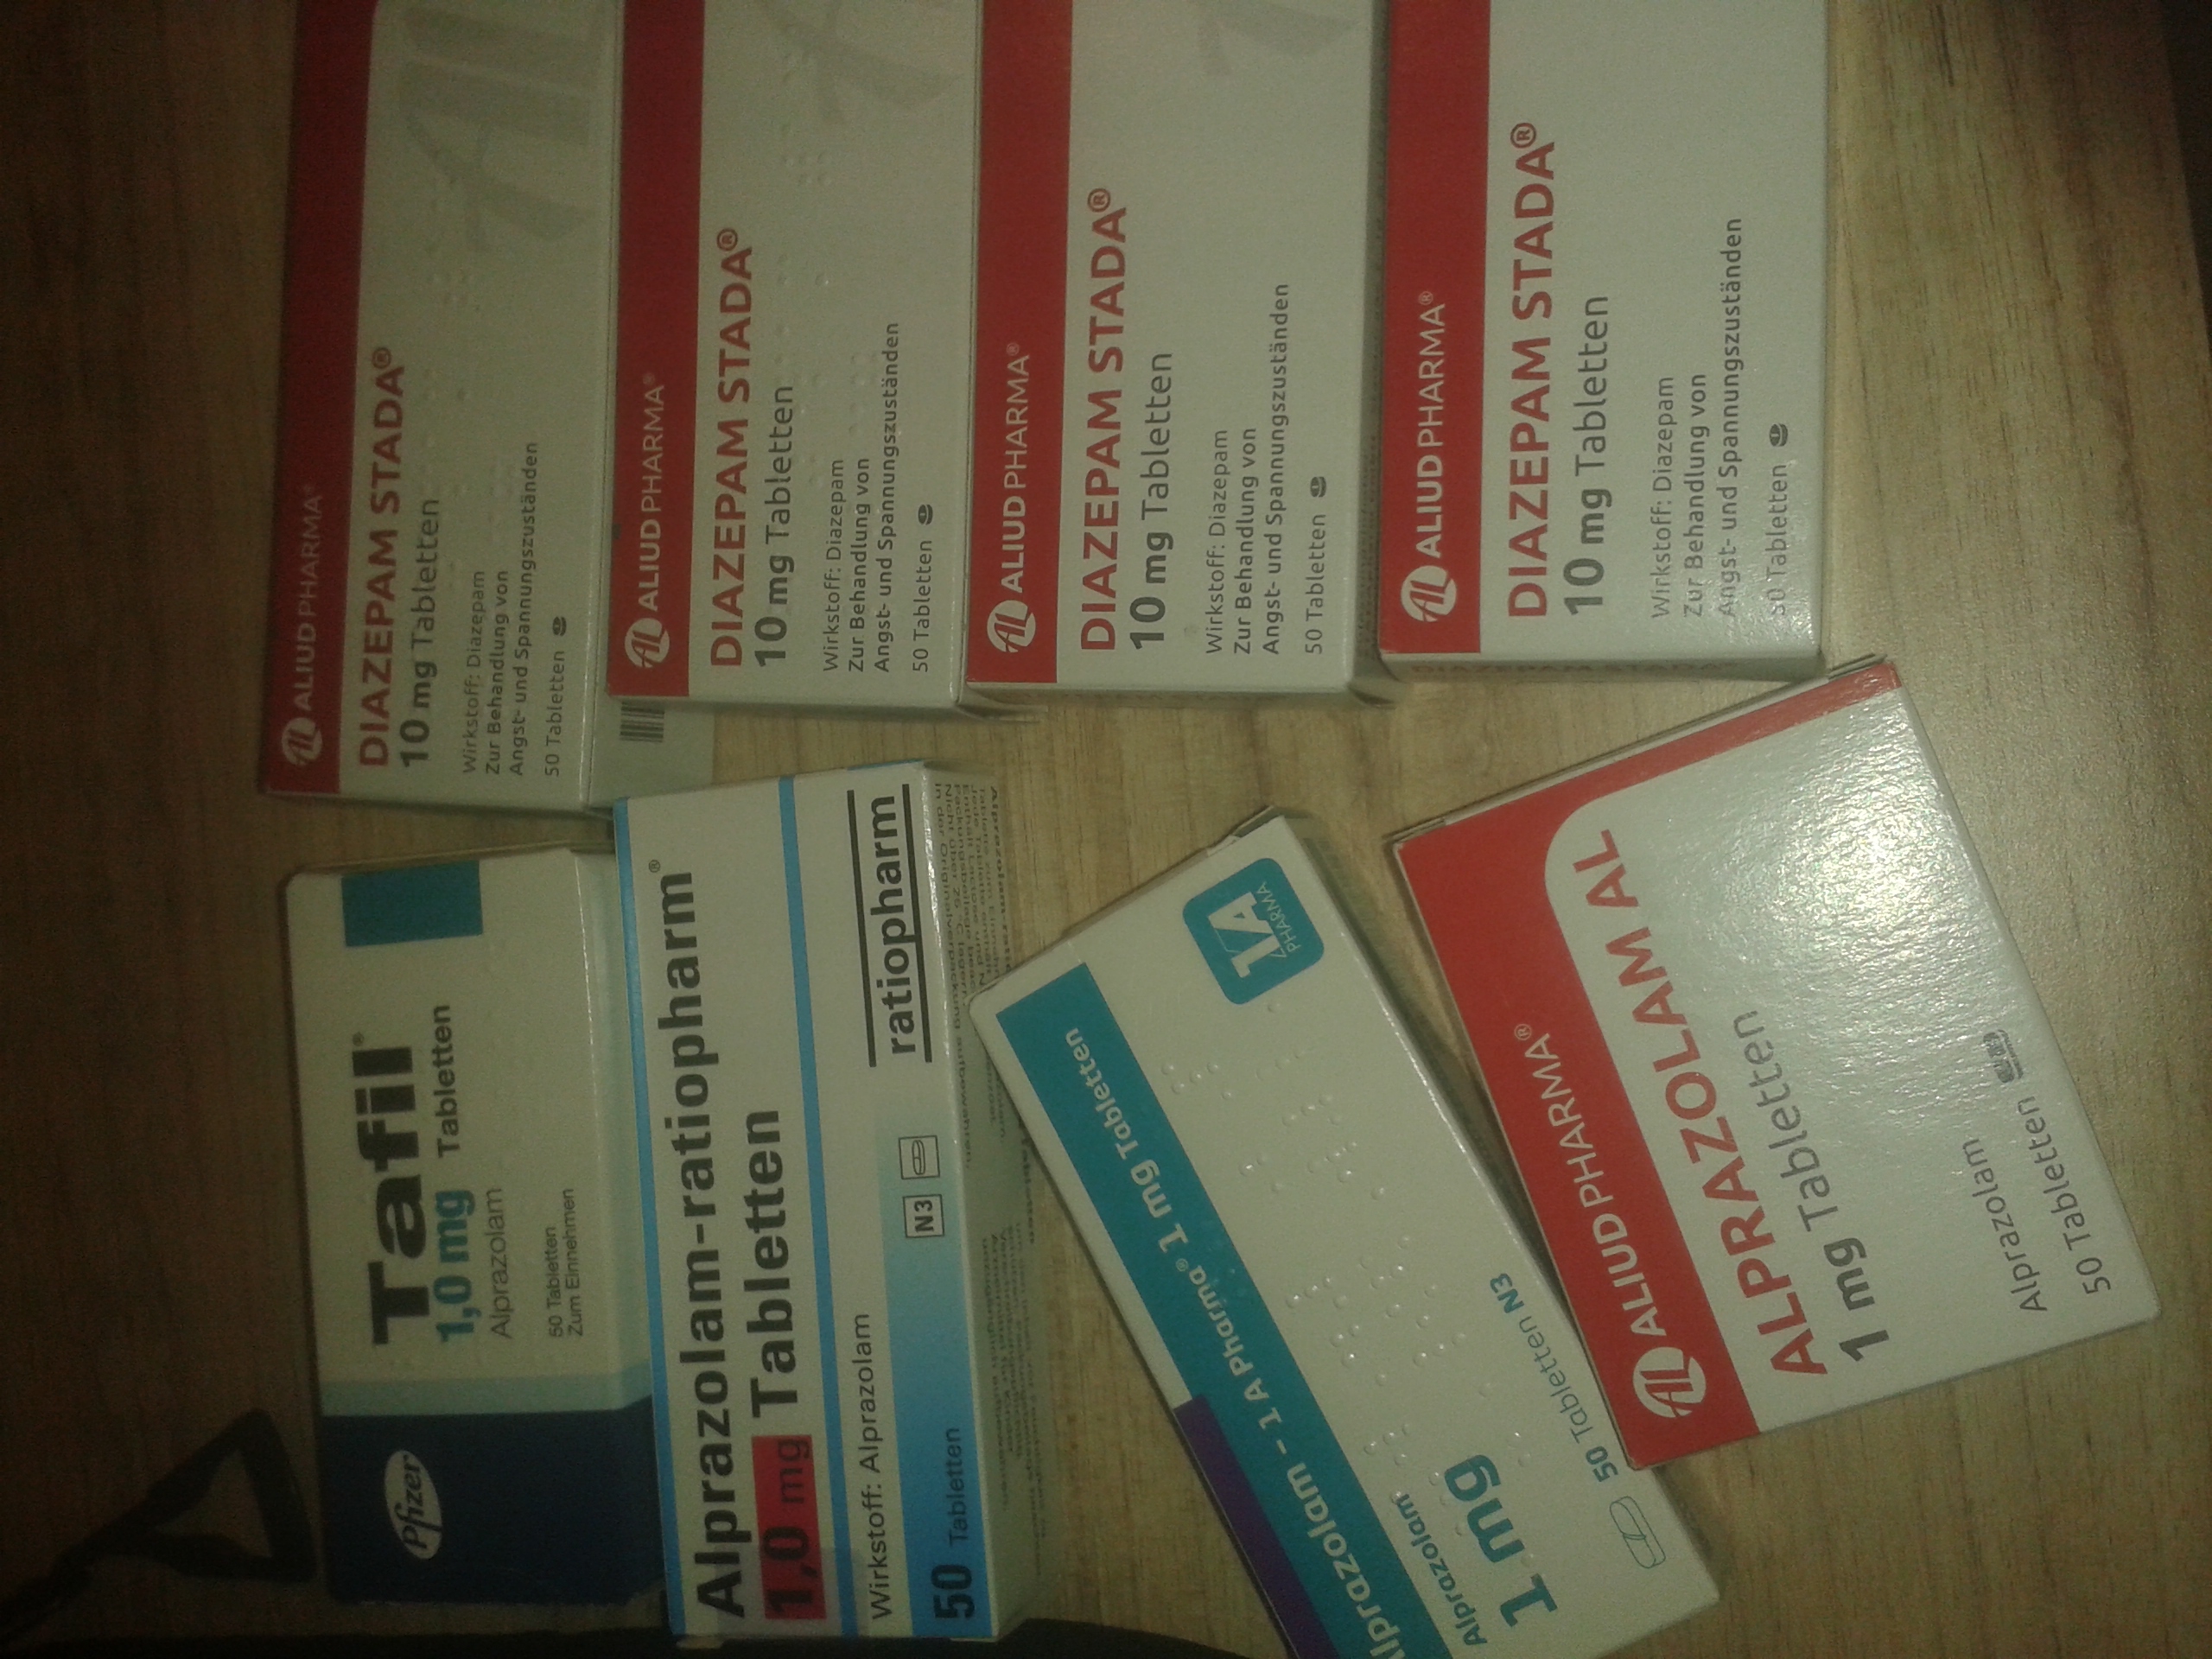 ALIUD PHARMA®
DIAZEPAM STADA®
10 mg Tabletten
Wirkstoff: Diazepam
Zur Behandlung von
Angst- und Spannungszuständen
50 Tabletten
AL ALIUD PHARMA®
DIAZEPAM STADA®
10 mg Tabletten
Wirkstoff: Diazepam
Zur Behandlung von
Angst- und Spannungszuständen
50 Tabletten
AL ALIUD PHARMA®
DIAZEPAM STADA®
10 mg Tabletten
Wirkstoff: Diazepam
Zur Behandlung von
Angst- und Spannungszuständen
50 Tabletten
AL ALIUD PHARMA®
DIAZEPAM STADA®
10 mg Tabletten
Wirkstoff: Diazepam
Zur Behandlung von
Angst- und Spannungszuständen
50 Tabletten
DIAZEPAM STADA®
Pfizer
Tafil®
1,0 mg Tabletten
Alprazolam
50 Tabletten
Zum Einnehmen
Alprazolam-ratiopharm®
1,0 mg Tabletten
Wirkstoff: Alprazolam
50 Tabletten N3
ratiopharm
Alprazolam - 1 A Pharma® 1 mg Tabletten
Alprazolam
1 mg
50 Tabletten N3
1A PHARMA
AL ALIUD PHARMA®
ALPRAZOLAM AL
1 mg Tabletten
Alprazolam
50 Tabletten